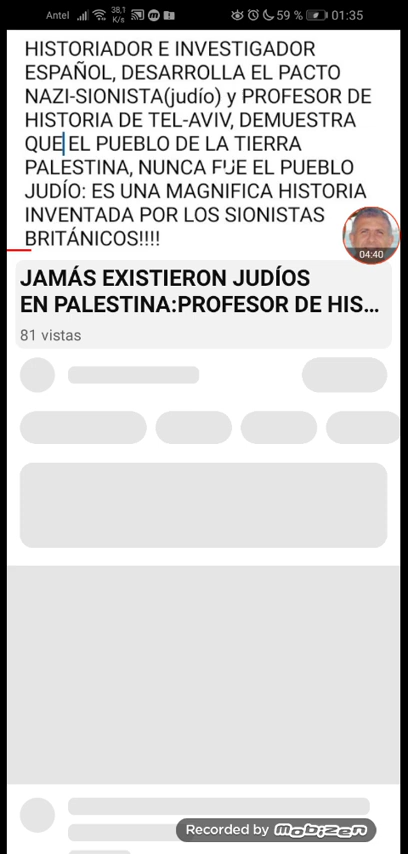 Antel 38,1 K/s 59 % 01:35
HISTORIADOR E INVESTIGADOR
ESPAÑOL, DESARROLLA EL PACTO
NAZI-SIONISTA(judío) y PROFESOR DE
HISTORIA DE TEL-AVIV, DEMUESTRA
QUE EL PUEBLO DE LA TIERRA
PALESTINA, NUNCA FUE EL PUEBLO
JUDÍO: ES UNA MAGNIFICA HISTORIA
INVENTADA POR LOS SIONISTAS
BRITÁNICOS!!!!
04:40
JAMÁS EXISTIERON JUDÍOS
EN PALESTINA:PROFESOR DE HIS...
81 vistas
Recorded by mobizen